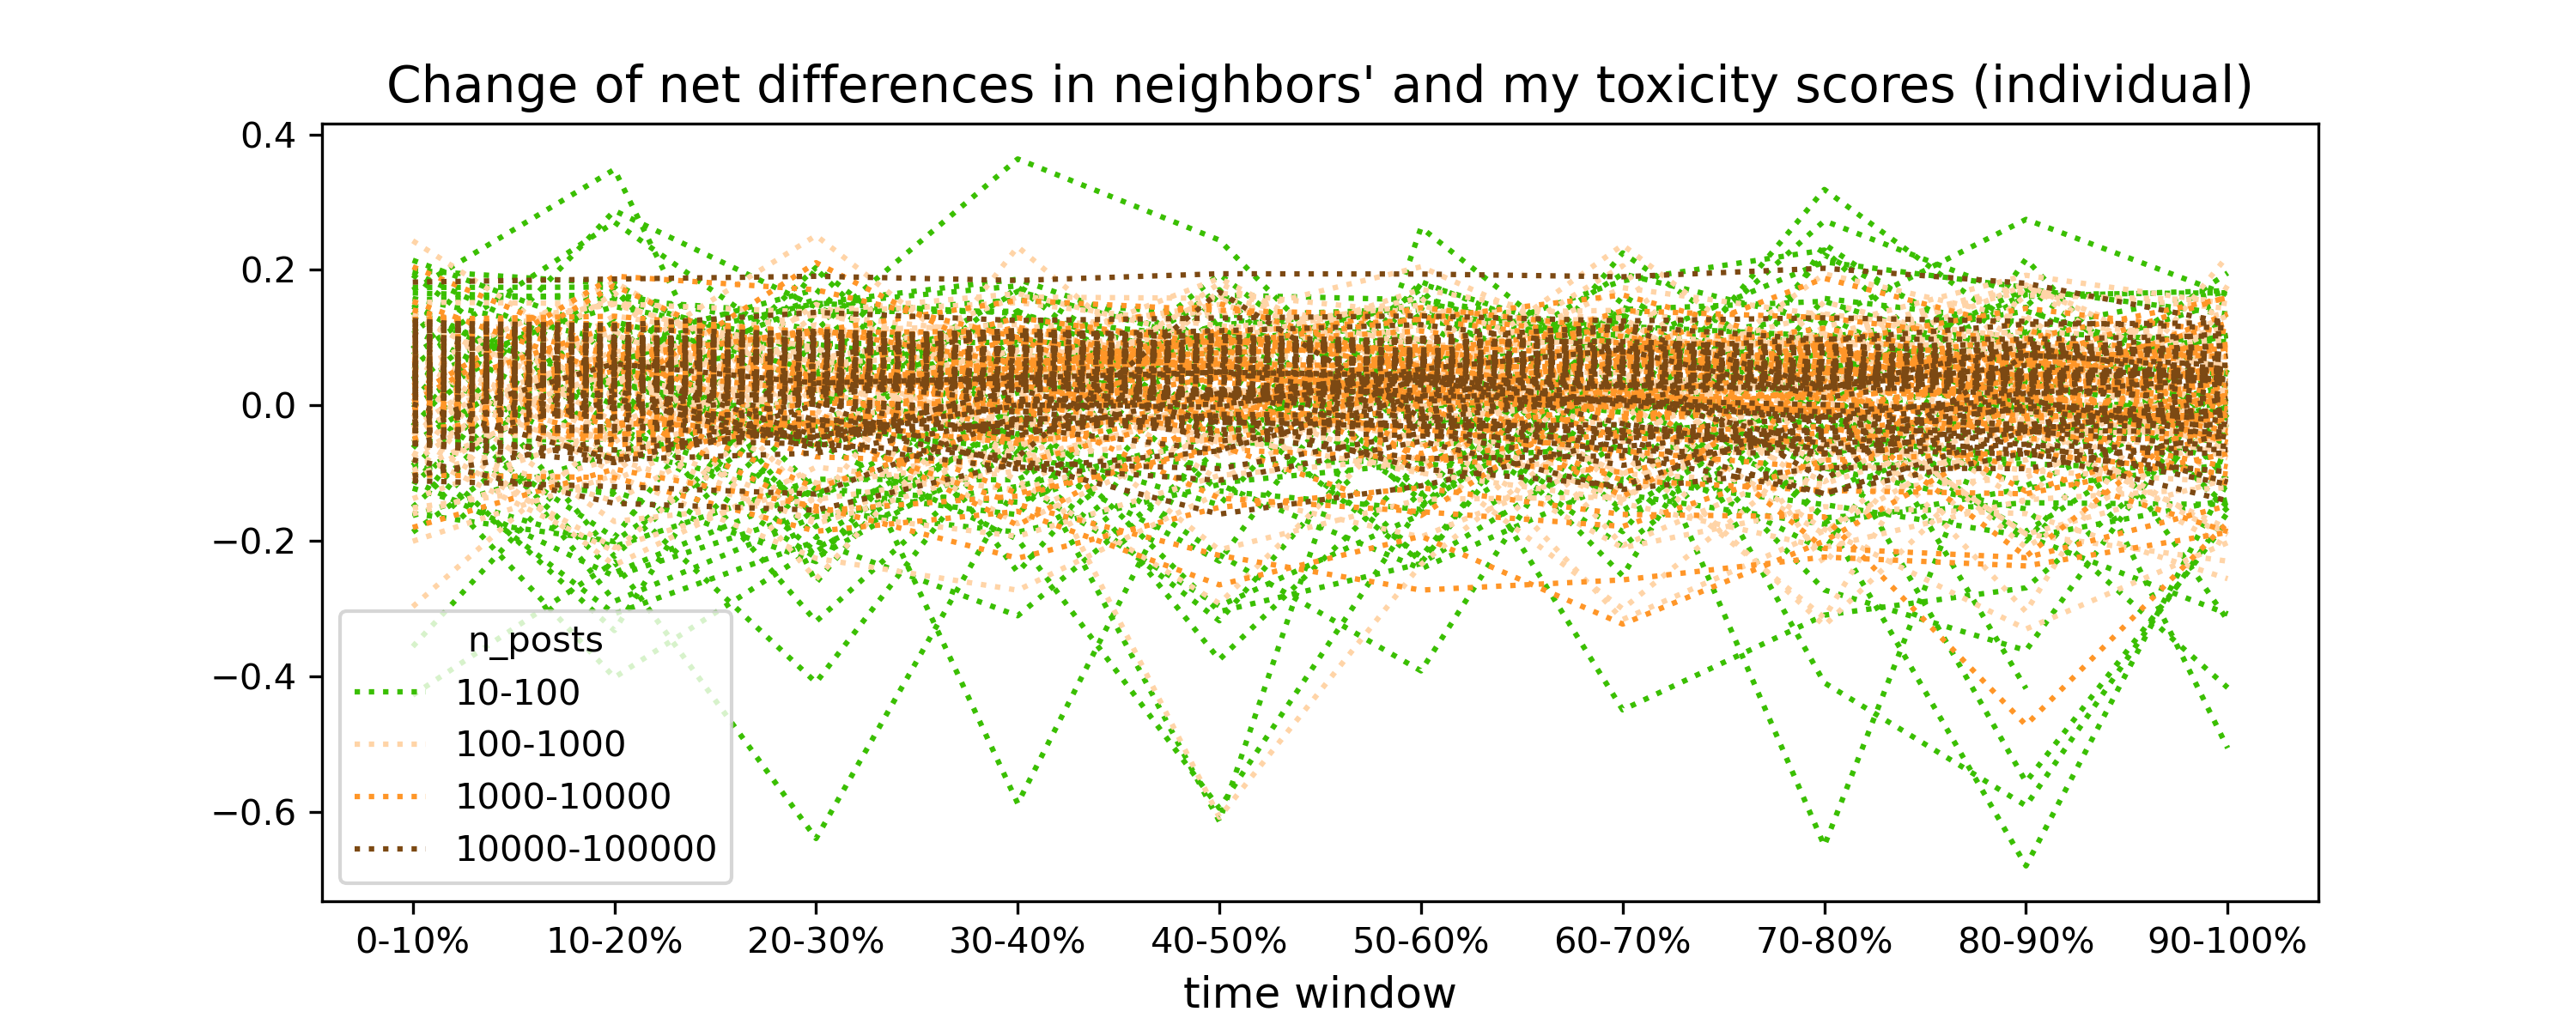 Change of net differences in neighbors' and my toxicity scores (individual)
0.4
0.2
0.0
−0.2
−0.4
−0.6
n_posts
10-100
100-1000
1000-10000
10000-100000
0-10% 10-20% 20-30% 30-40% 40-50% 50-60% 60-70% 70-80% 80-90% 90-100%
time window